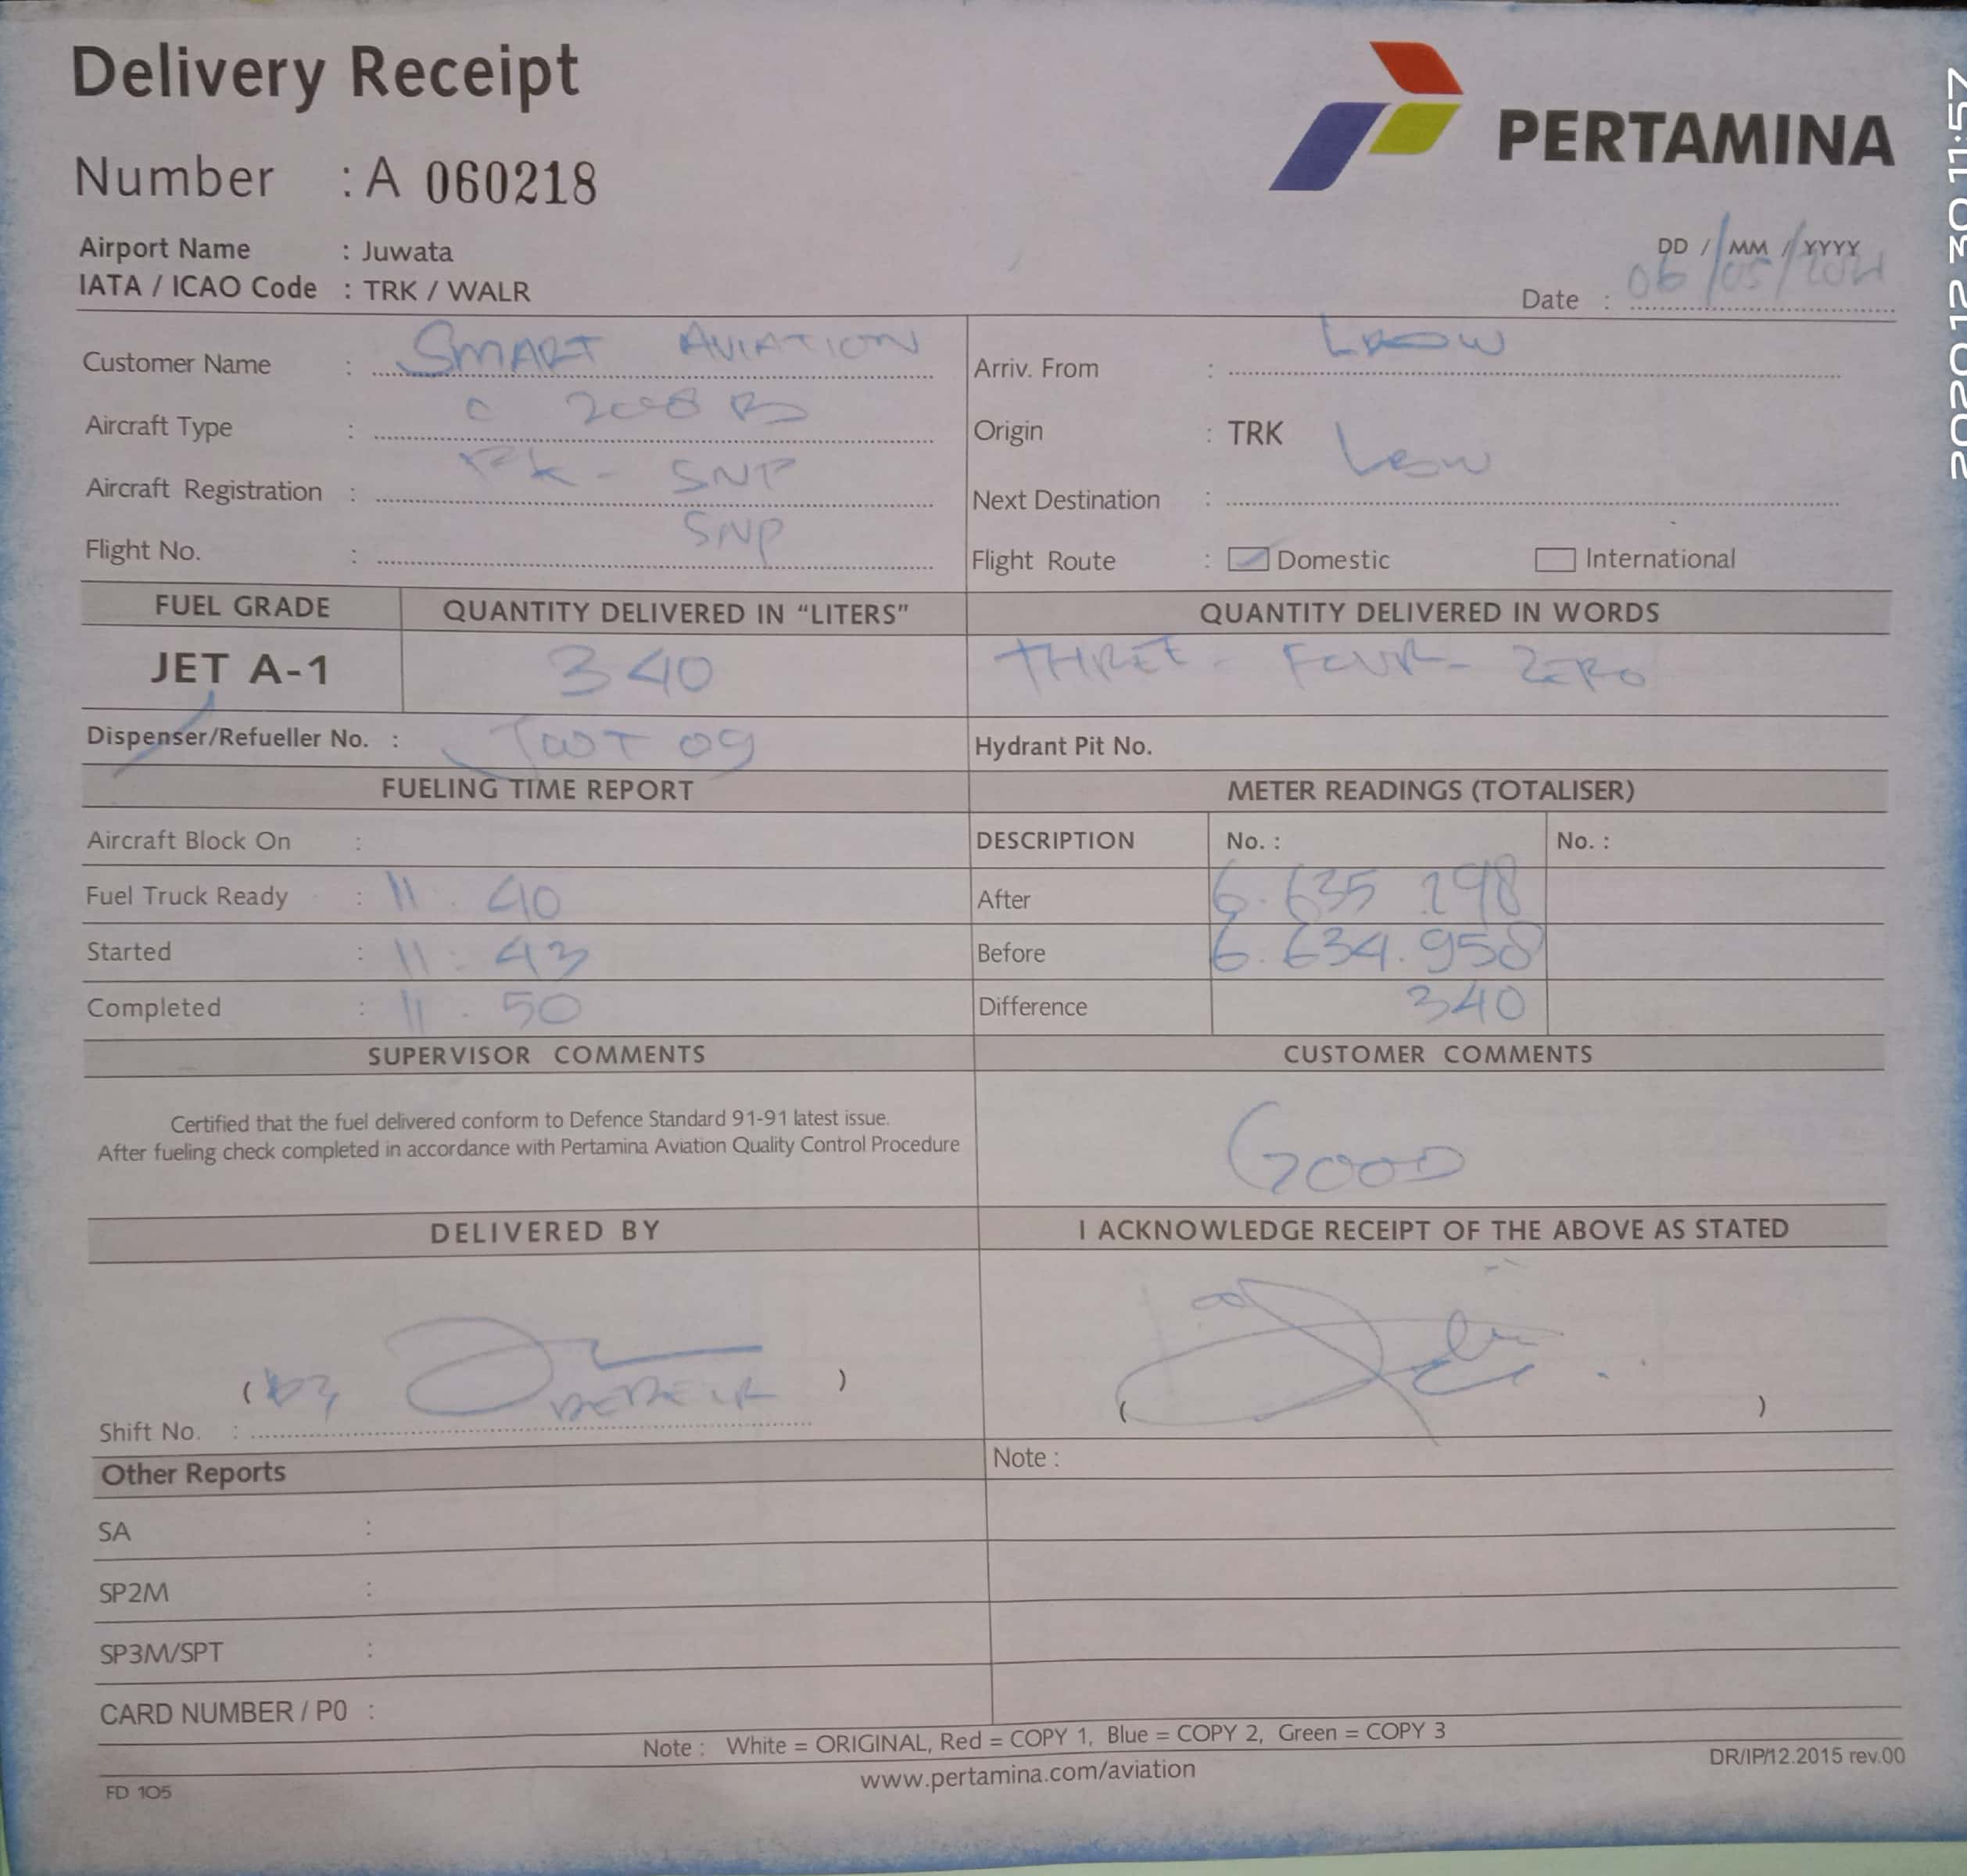 Delivery Receipt
PERTAMINA
Number : A 060218
Airport Name : Juwata
IATA / ICAO Code : TRK / WALR
DD / MM / YYYY
Date : 06/05/2021
Customer Name : SMART AVIATION
Arriv. From :
Aircraft Type : C 208 B
Origin : TRK
Aircraft Registration : PK - SNP
Next Destination :
Flight No. : SNP
Flight Route : Domestic International
FUEL GRADE QUANTITY DELIVERED IN “LITERS” QUANTITY DELIVERED IN WORDS
JET A-1 340 THREE - FOUR - ZERO
Dispenser/Refueller No. : 09 Hydrant Pit No.
FUELING TIME REPORT METER READINGS (TOTALISER)
Aircraft Block On : DESCRIPTION No. : No. :
Fuel Truck Ready : 11 . 40 After 6.635 298
Started : 11 : 43 Before 6.634.958
Completed : 11 . 50 Difference 340
SUPERVISOR COMMENTS CUSTOMER COMMENTS
Certified that the fuel delivered conform to Defence Standard 91-91 latest issue.
After fueling check completed in accordance with Pertamina Aviation Quality Control Procedure
GOOD
DELIVERED BY I ACKNOWLEDGE RECEIPT OF THE ABOVE AS STATED
( ) ( )
Shift No. :
Other Reports Note :
SA :
SP2M :
SP3M/SPT :
CARD NUMBER / P0 :
Note : White = ORIGINAL, Red = COPY 1, Blue = COPY 2, Green = COPY 3
www.pertamina.com/aviation
DR/IP/12.2015 rev.00
FD 105
2020 12 30 11:57